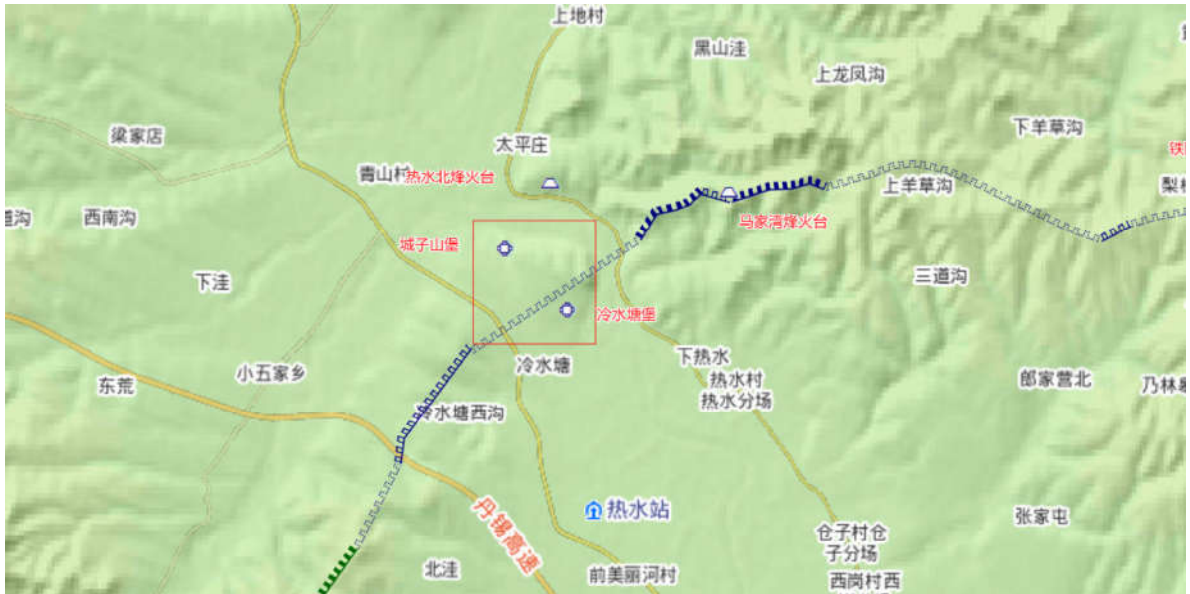 上地村
黑山洼
上龙凤沟
下羊草沟
梁家店
太平庄
青山村
热水北烽火台
上羊草沟
道沟
西南沟
马家湾烽火台
城子山堡
下洼
三道沟
冷水塘堡
下热水
冷水塘
小五家乡
东荒
热水村
热水分场
郎家营北
冷水塘西沟
热水站
丹锡高速
张家屯
仓子村仓
子分场
北洼
前美丽河村
西岗村西